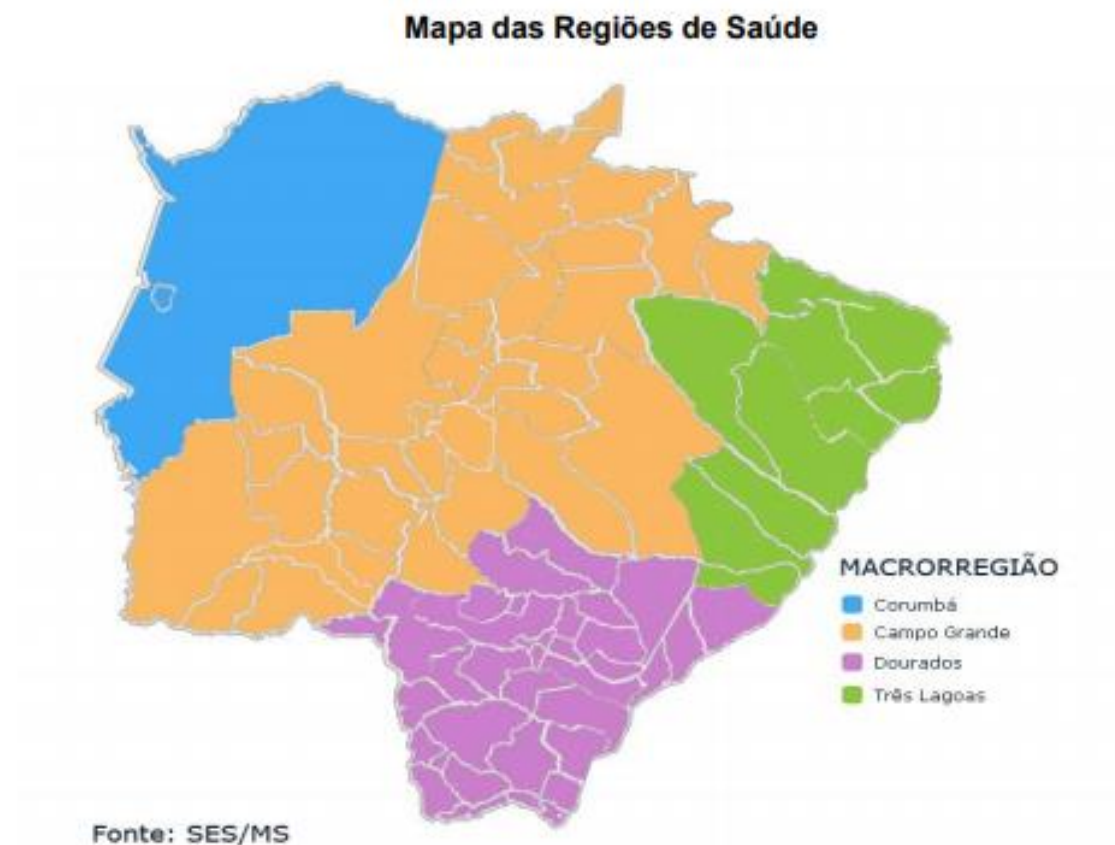 Mapa das Regiões de Saúde
MACRORREGIÃO
Corumbá
Campo Grande
Dourados
Três Lagoas
Fonte: SES/MS